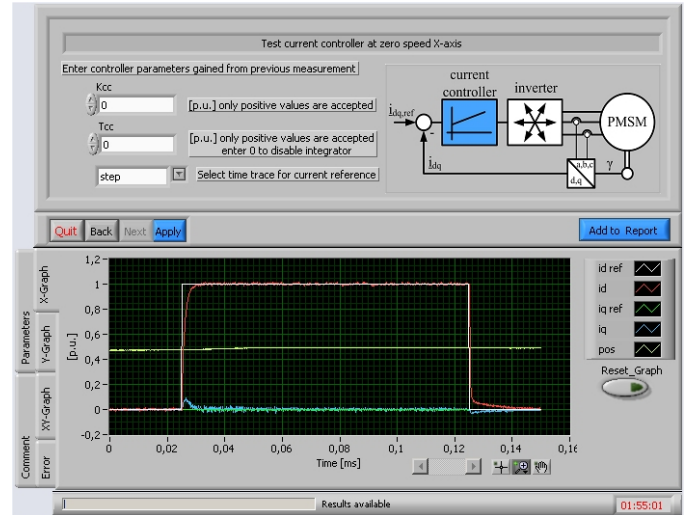 Test current controller at zero speed X-axis
Enter controller parameters gained from previous measurement
Kcc
0
[p.u.] only positive values are accepted
Tcc
0
[p.u.] only positive values are accepted
enter 0 to disable integrator
step
Select time trace for current reference
current
controller
inverter
idq,ref
-
idq
PMSM
a,b,c
d,q
γ
Quit
Back
Next
Apply
Add to Report
Parameters
Comment
X-Graph
Y-Graph
XY-Graph
Error
[p.u.]
1,2
1
0,8
0,6
0,4
0,2
0
-0,2
0
0,02
0,04
0,06
0,08
0,1
0,12
0,14
0,16
Time [ms]
id ref
id
iq ref
iq
pos
Reset_Graph
Results available
01:55:01